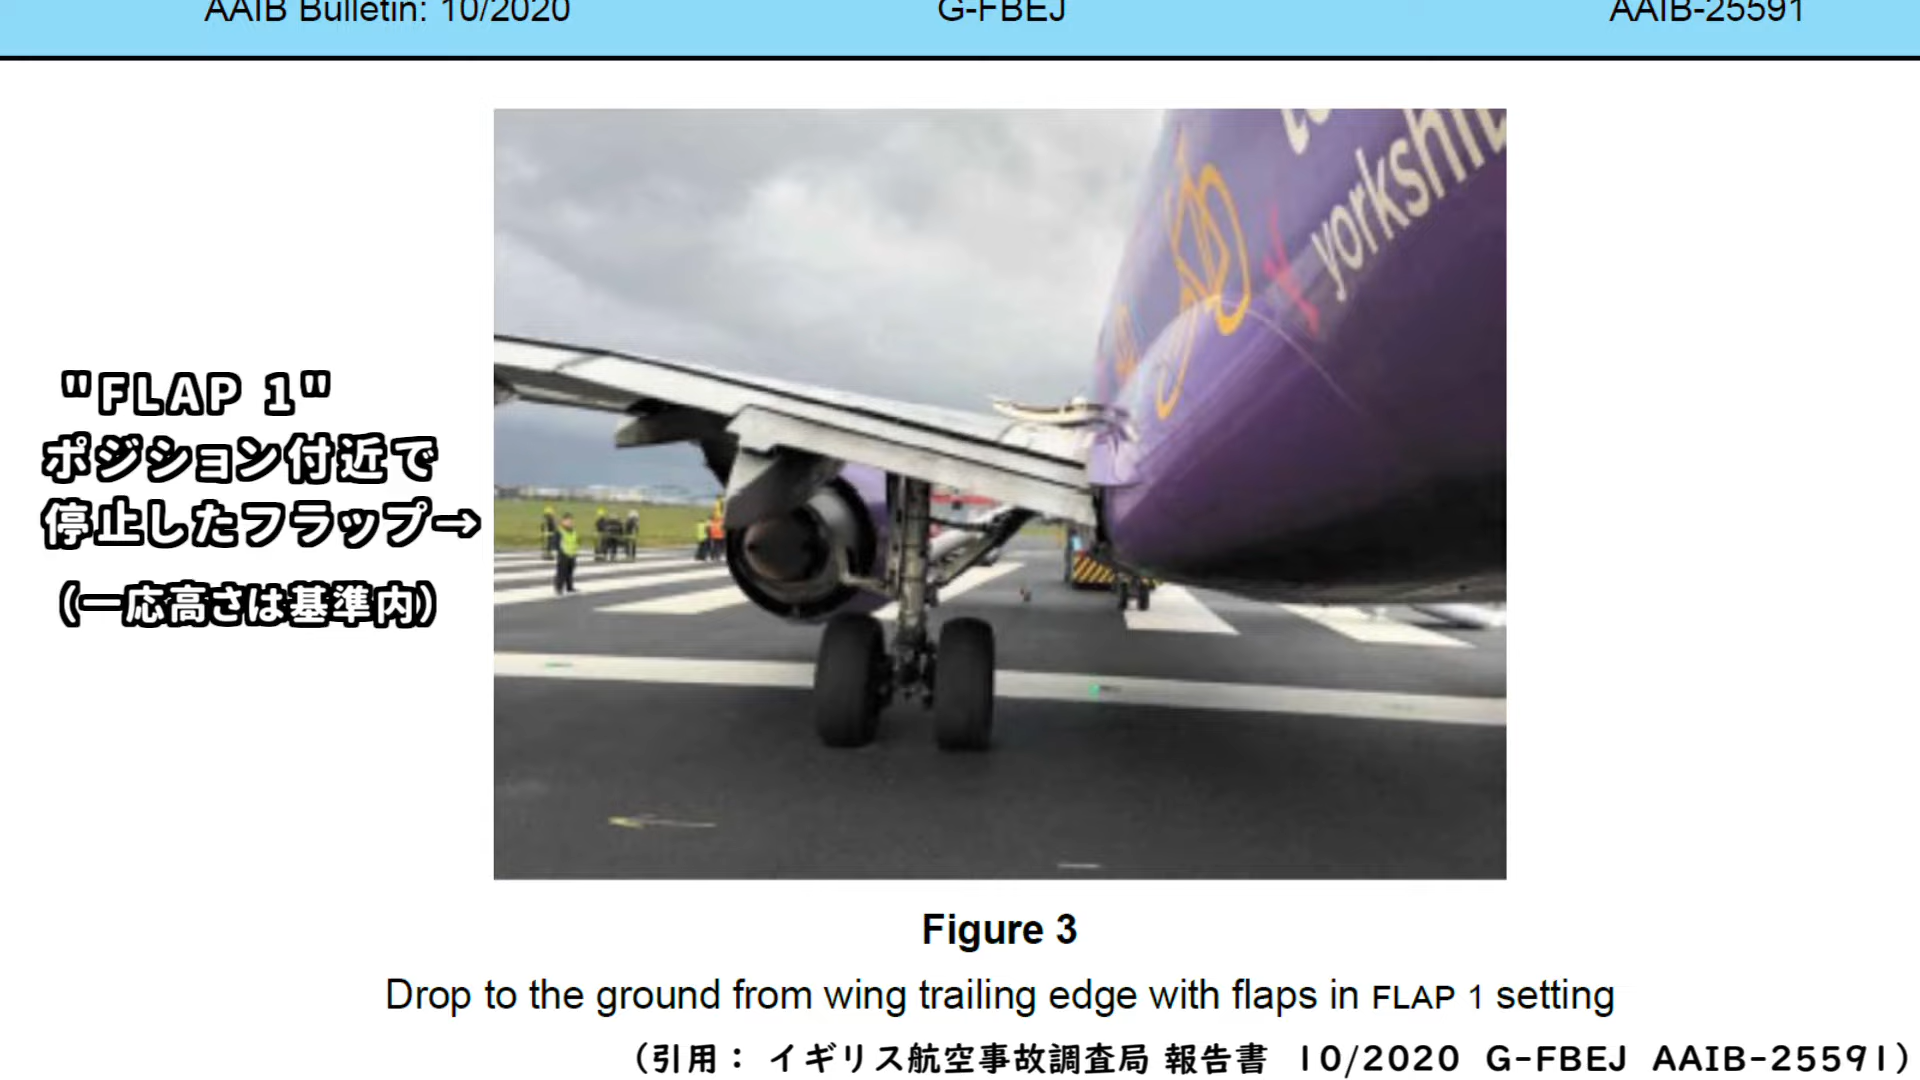 AAIB Bulletin: 10/2020 G-FBEJ AAIB-25591
"FLAP 1"
ポジション付近で
停止したフラップ→
（一応高さは基準内）
Figure 3
Drop to the ground from wing trailing edge with flaps in FLAP 1 setting
（引用： イギリス航空事故調査局 報告書 10/2020 G-FBEJ AAIB-25591）